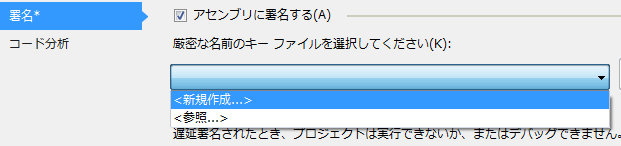 署名*
アセンブリに署名する(A)
コード分析
厳密な名前のキー ファイルを選択してください(K):
<新規作成...>
<参照...>
遅延署名されたとき、プロジェクトは実行できないか、またはデバッグできません。